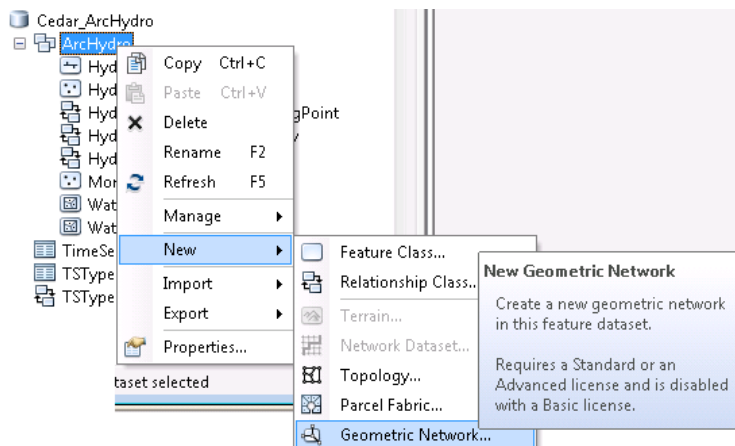 Cedar_ArcHydro
ArcHydro
Hyd
Hyd
Hyd gPoint
Hyd
Hyd
Mor
Wat
Wat
TimeSe
TSType
TSType
taset selected
Copy Ctrl+C
Paste Ctrl+V
Delete
Rename F2
Refresh F5
Manage
New
Import
Export
Properties...
Feature Class...
Relationship Class..
Terrain...
Network Dataset...
Topology...
Parcel Fabric...
Geometric Network...
New Geometric Network
Create a new geometric network
in this feature dataset.
Requires a Standard or an
Advanced license and is disabled
with a Basic license.